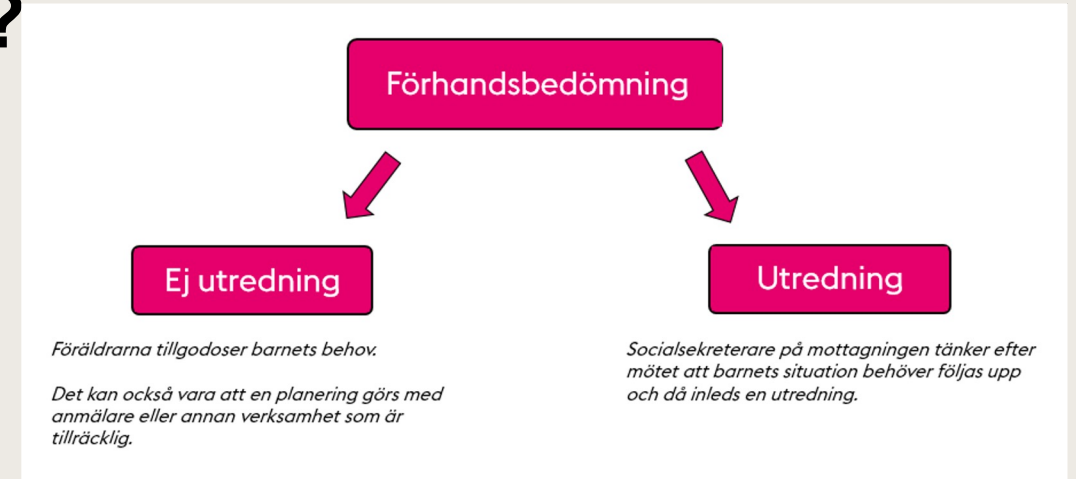 ?
Förhandsbedömning
Ej utredning
Föräldrarna tillgodoser barnets behov.
Det kan också vara att en planering görs med
anmälare eller annan verksamhet som är
tillräcklig.
Utredning
Socialsekreterare på mottagningen tänker efter
mötet att barnets situation behöver följas upp
och då inleds en utredning.